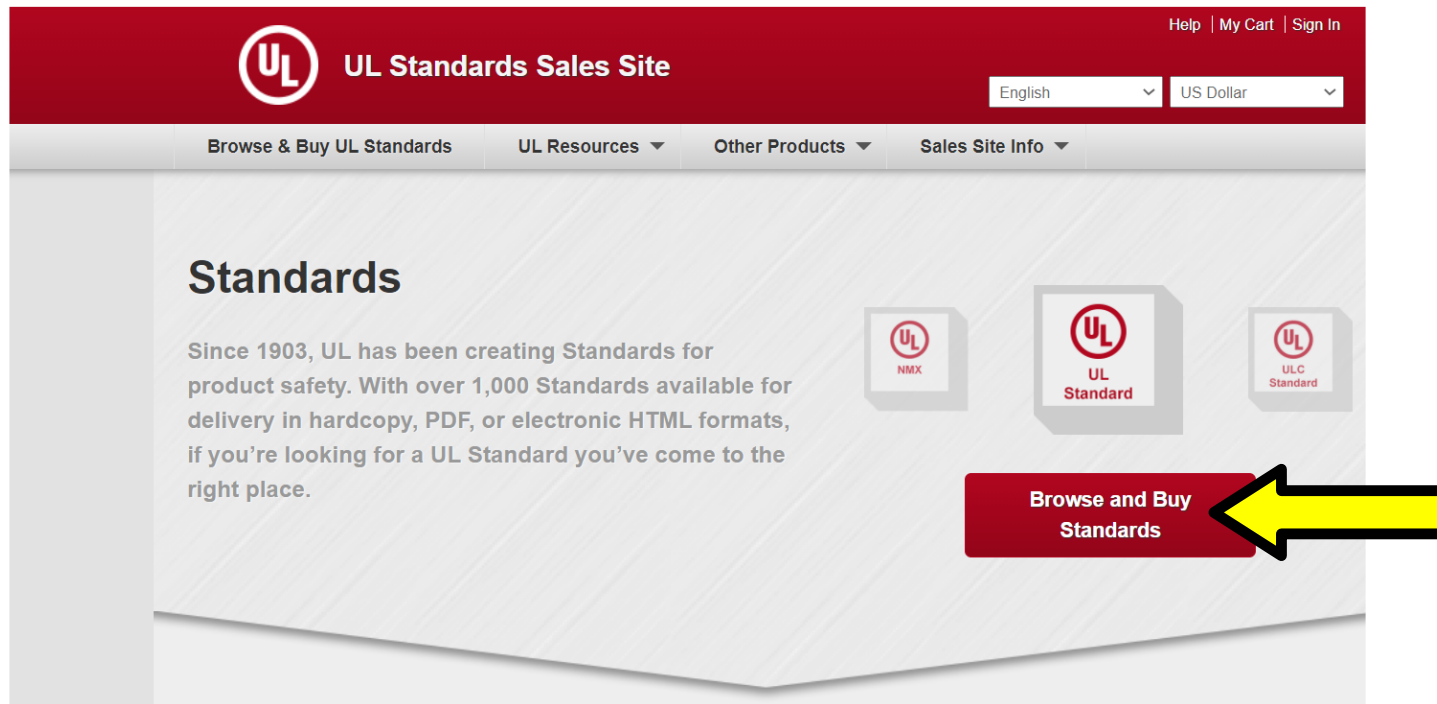 Help | My Cart | Sign In
UL
UL Standards Sales Site
English
US Dollar
Browse & Buy UL Standards
UL Resources
Other Products
Sales Site Info
Standards
Since 1903, UL has been creating Standards for
product safety. With over 1,000 Standards available for
delivery in hardcopy, PDF, or electronic HTML formats,
if you’re looking for a UL Standard you’ve come to the
right place.
UL
NMX
UL
UL
Standard
UL
ULC
Standard
Browse and Buy
Standards